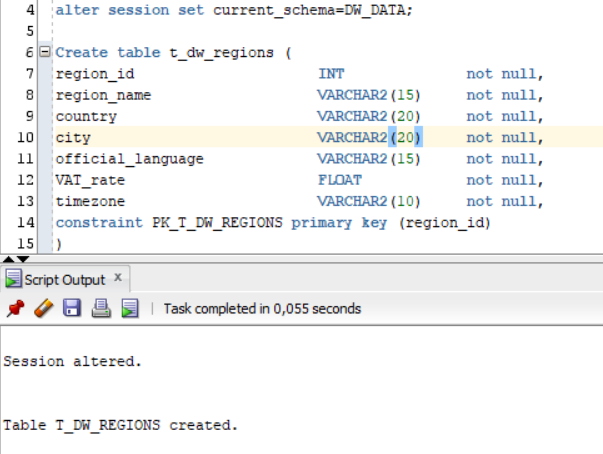 4 alter session set current_schema=DW_DATA;
5
6 Create table t_dw_regions (
7 region_id INT not null,
8 region_name VARCHAR2(15) not null,
9 country VARCHAR2(20) not null,
10 city VARCHAR2(20) not null,
11 official_language VARCHAR2(15) not null,
12 VAT_rate FLOAT not null,
13 timezone VARCHAR2(10) not null,
14 constraint PK_T_DW_REGIONS primary key (region_id)
15 )
Script Output x
Task completed in 0,055 seconds
Session altered.
Table T_DW_REGIONS created.